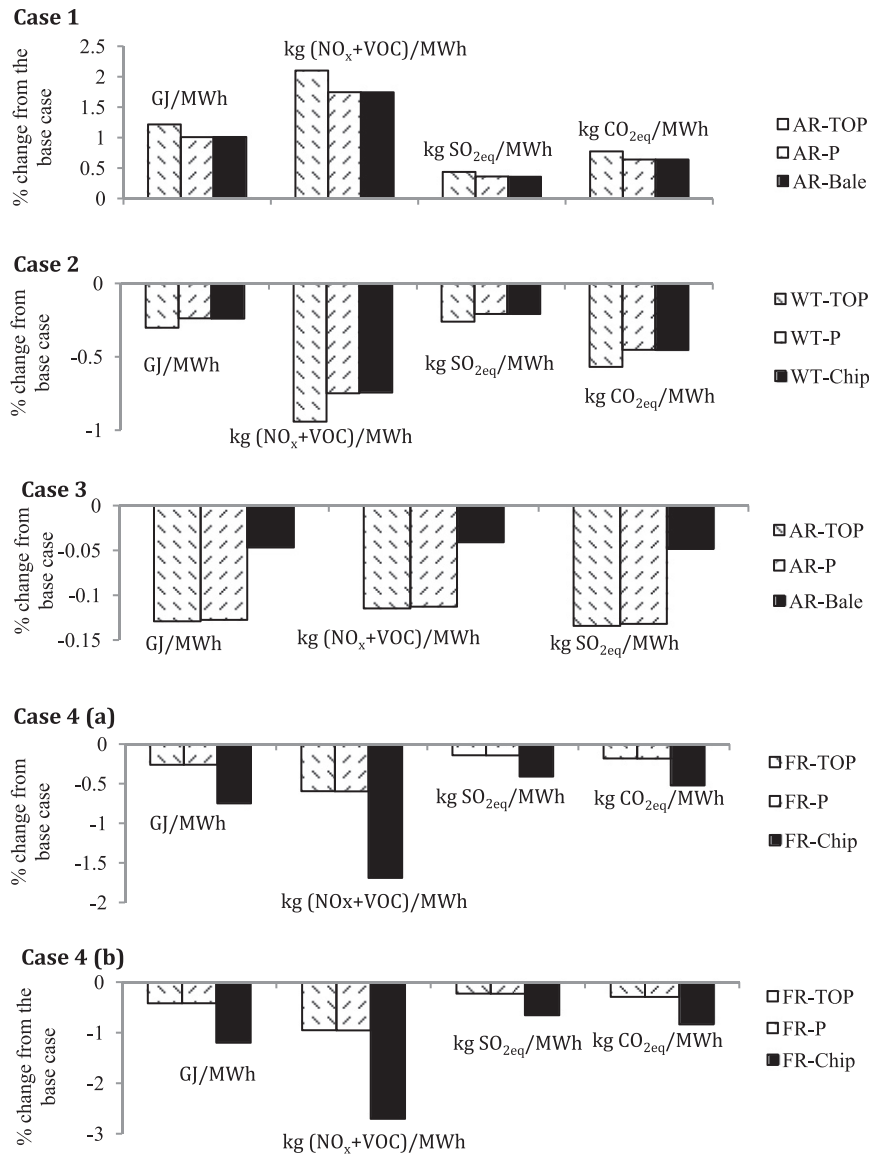 Case 1
% change from the
base case
2.5
2
1.5
1
0.5
0
GJ/MWh
kg (NOx+VOC)/MWh
kg SO2eq/MWh
kg CO2eq/MWh
AR-TOP
AR-P
AR-Bale
Case 2
% change from
base case
0
-0.5
-1
GJ/MWh
kg (NOx+VOC)/MWh
kg SO2eq/MWh
kg CO2eq/MWh
WT-TOP
WT-P
WT-Chip
Case 3
% change from
base case
0
-0.05
-0.1
-0.15
GJ/MWh
kg (NOx+VOC)/MWh
kg SO2eq/MWh
AR-TOP
AR-P
AR-Bale
Case 4 (a)
% change from
base case
0
-0.5
-1
-1.5
-2
GJ/MWh
kg (NOx+VOC)/MWh
kg SO2eq/MWh
kg CO2eq/MWh
FR-TOP
FR-P
FR-Chip
Case 4 (b)
% change from the
base case
0
-1
-2
-3
GJ/MWh
kg (NOx+VOC)/MWh
kg SO2eq/MWh
kg CO2eq/MWh
FR-TOP
FR-P
FR-Chip